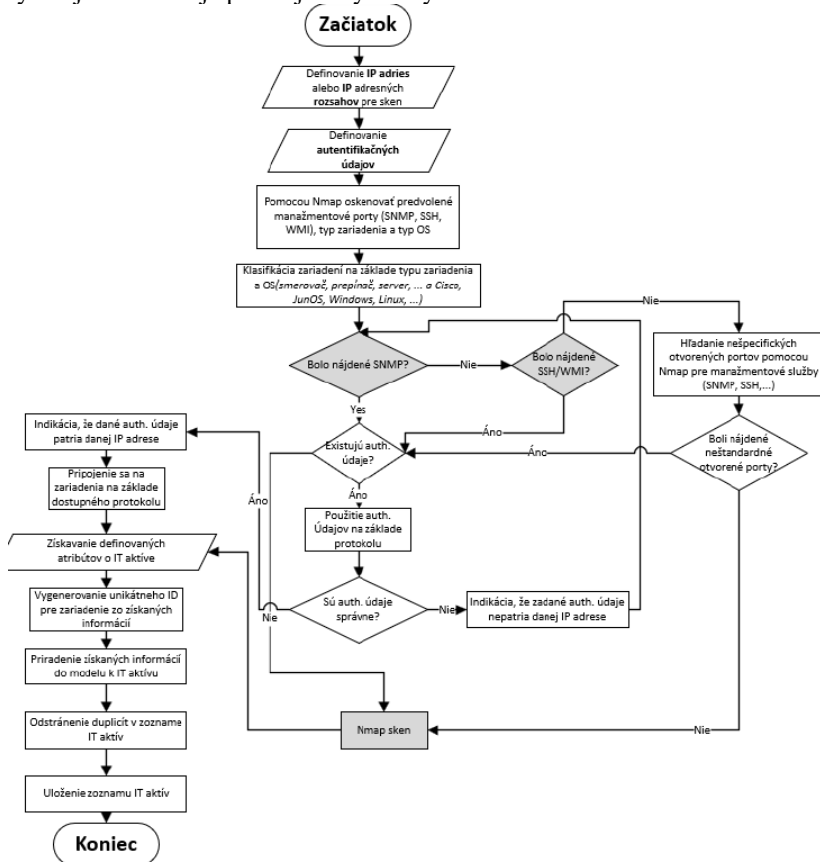 Začiatok
Definovanie IP adries
alebo IP adresných
rozsahov pre sken
Definovanie
autentifikačných
údajov
Pomocou Nmap oskenovať predvolené
manažmentové porty (SNMP, SSH,
WMI), typ zariadenia a typ OS
Klasifikácia zariadení na základe typu zariadenia
a OS(smerovač, prepínač, server, ... a Cisco,
JunOS, Windows, Linux, ...)
Bolo nájdené SNMP?
Nie
Bolo nájdené
SSH/WMI?
Nie
Hľadanie nešpecifických
otvorených portov pomocou
Nmap pre manažmentové služby
(SNMP, SSH,...)
Yes
Áno
Áno
Boli nájdené
neštandardné
otvorené porty?
Existujú auth.
údaje?
Indikácia, že dané auth. údaje
patria danej IP adrese
Pripojenie sa na
zariadenia na základe
dostupného protokolu
Áno
Áno
Použitie auth.
Údajov na základe
protokolu
Získavanie definovaných
atribútov o IT aktíve
Vygenerovanie unikátneho ID
pre zariadenie zo získaných
informácií
Nie
Sú auth. údaje
správne?
Nie
Indikácia, že zadané auth. údaje
nepatria danej IP adrese
Priradenie získaných informácií
do modelu k IT aktívu
Odstránenie duplicít v zozname
IT aktív
Nmap sken
Nie
Uloženie zoznamu IT aktív
Koniec